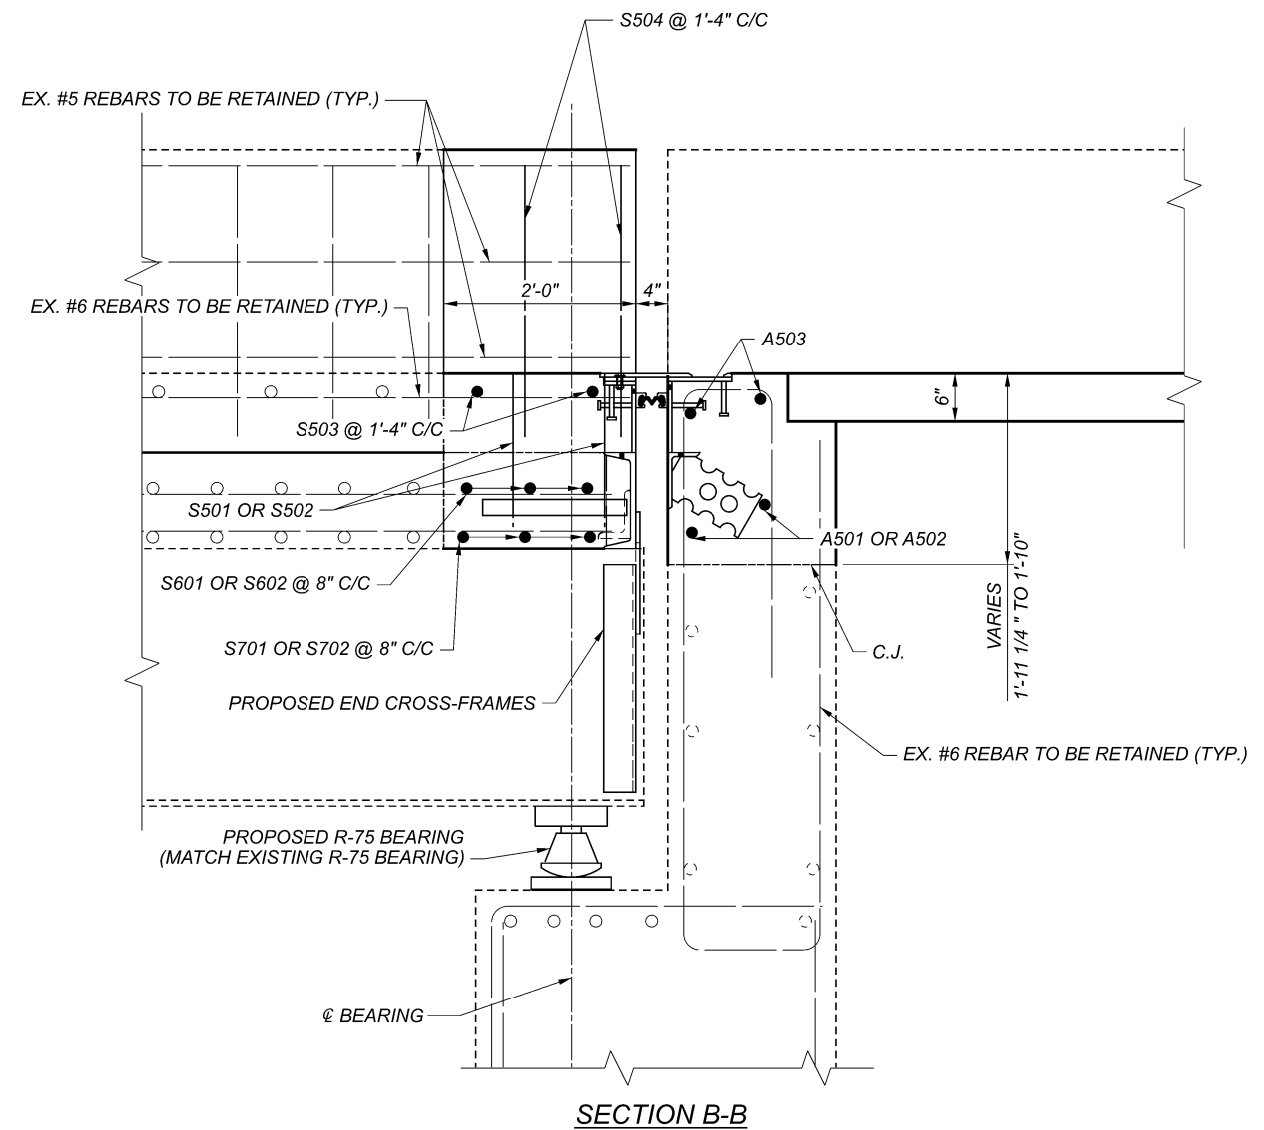 S504 @ 1'-4" C/C
EX. #5 REBARS TO BE RETAINED (TYP.)
2'-0"
4"
EX. #6 REBARS TO BE RETAINED (TYP.)
A503
6"
S503 @ 1'-4" C/C
S501 OR S502
A501 OR A502
S601 OR S602 @ 8" C/C
VARIES
1'-11 1/4 " TO 1'-10"
S701 OR S702 @ 8" C/C
C.J.
PROPOSED END CROSS-FRAMES
EX. #6 REBAR TO BE RETAINED (TYP.)
PROPOSED R-75 BEARING
(MATCH EXISTING R-75 BEARING)
℄ BEARING
SECTION B-B